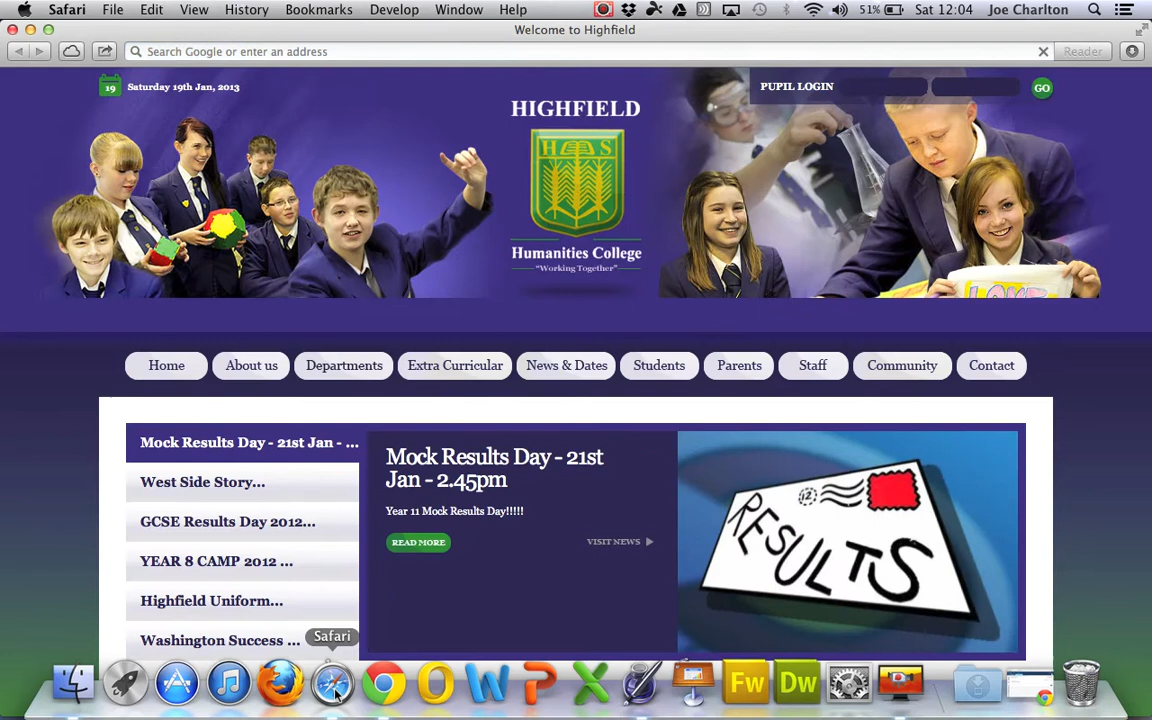 Safari File Edit View History Bookmarks Develop Window Help 51% Sat 12:04 Joe Charlton
Welcome to Highfield
Search Google or enter an address Reader
19 Saturday 19th Jan, 2013
PUPIL LOGIN GO
HIGHFIELD
H S
Humanities College
"Working Together"
Home About us Departments Extra Curricular News & Dates Students Parents Staff Community Contact
Mock Results Day - 21st Jan - ...
West Side Story...
GCSE Results Day 2012...
YEAR 8 CAMP 2012 ...
Highfield Uniform...
Washington Success ...
Mock Results Day - 21st
Jan - 2.45pm
Year 11 Mock Results Day!!!!!
READ MORE VISIT NEWS
12
RESULTS
LOVE
Safari
Fw Dw